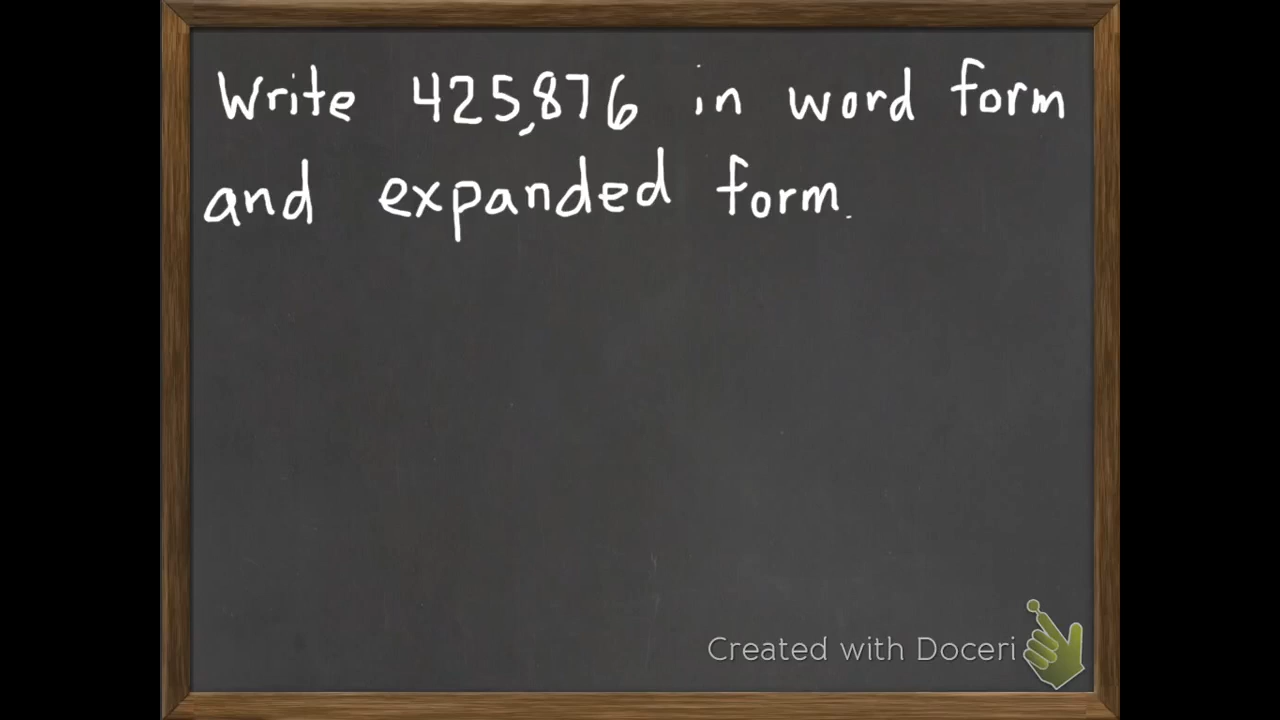 Write 425,876 in word form
and expanded form.
Created with Doceri